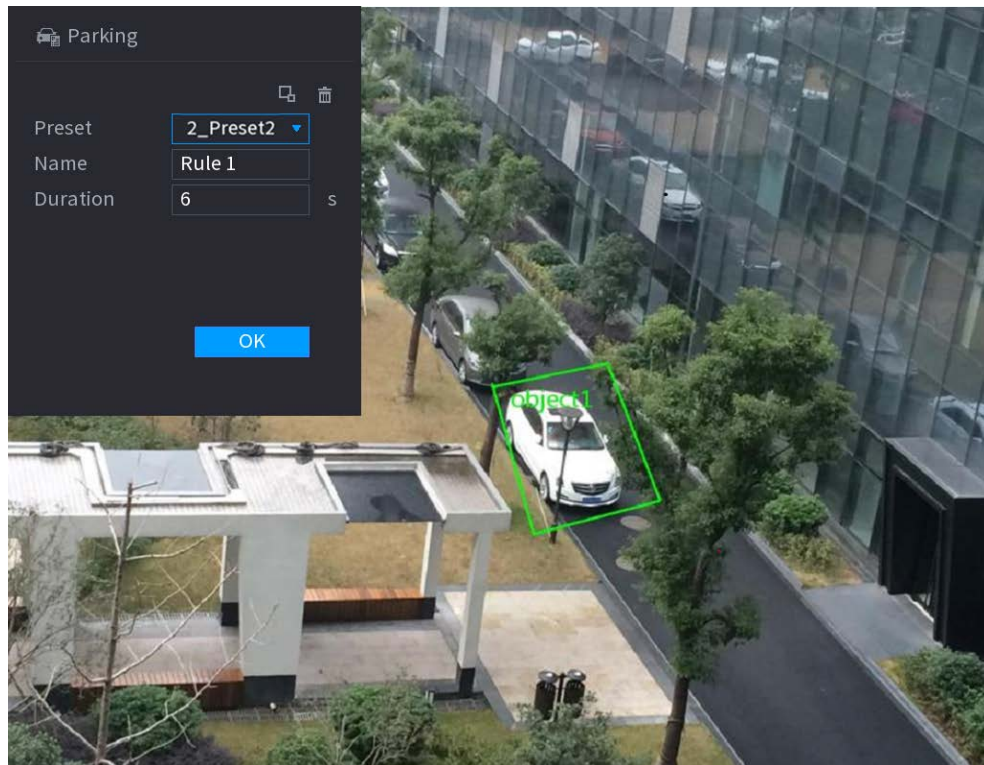 Parking
Preset 2_Preset2
Name Rule 1
Duration 6 s
OK
object1